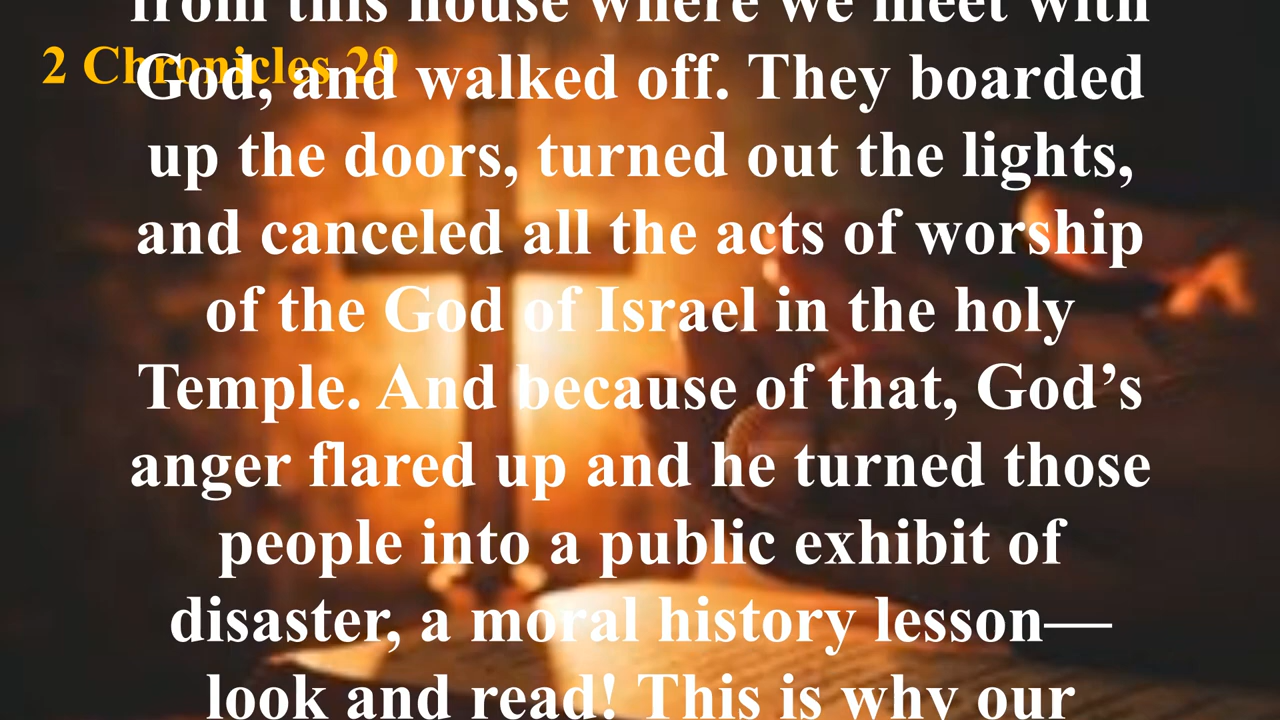 from this house where we meet with
2 Chronicles 29
God, and walked off. They boarded
up the doors, turned out the lights,
and canceled all the acts of worship
of the God of Israel in the holy
Temple. And because of that, God’s
anger flared up and he turned those
people into a public exhibit of
disaster, a moral history lesson—
look and read! This is why our